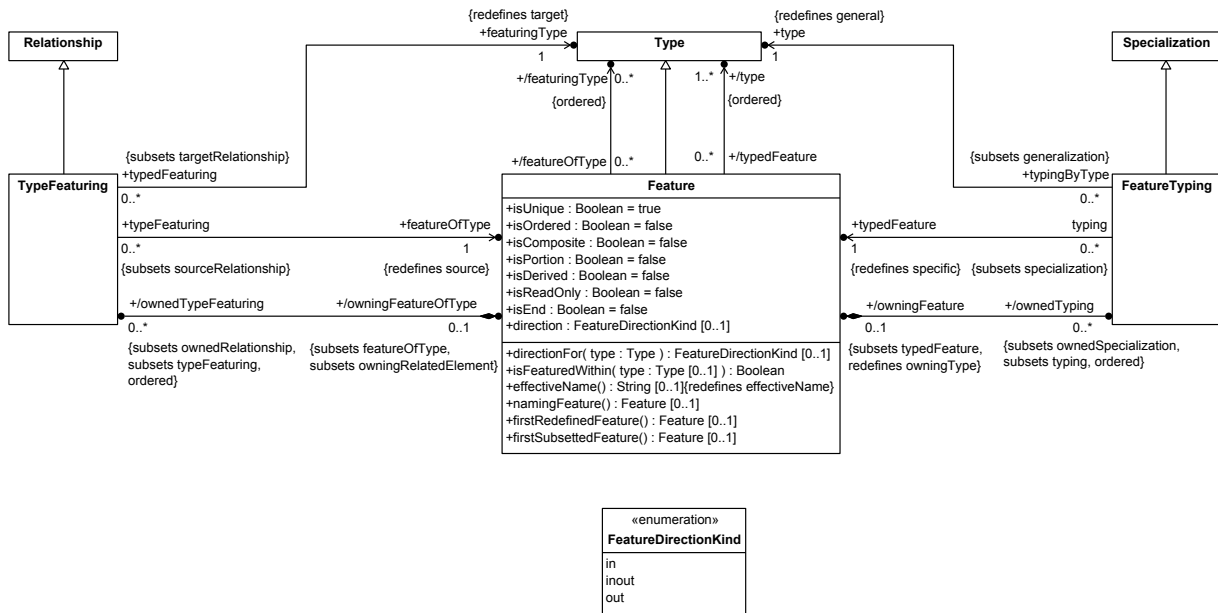 {redefines target}
+featuringType
1
{redefines general}
+type
1
Relationship
Type
Specialization
+/featuringType
0..*
{ordered}
1..*
+/type
{ordered}
+/featureOfType
0..*
0..*
+/typedFeature
{subsets targetRelationship}
+typedFeaturing
0..*
{subsets generalization}
+typingByType
0..*
TypeFeaturing
+typeFeaturing
0..*
{subsets sourceRelationship}
+featureOfType
1
{redefines source}
+/ownedTypeFeaturing
0..*
{subsets ownedRelationship,
subsets typeFeaturing,
ordered}
+/owningFeatureOfType
0..1
{subsets featureOfType,
subsets owningRelatedElement}
Feature
+isUnique : Boolean = true
+isOrdered : Boolean = false
+isComposite : Boolean = false
+isPortion : Boolean = false
+isDerived : Boolean = false
+isReadOnly : Boolean = false
+isEnd : Boolean = false
+direction : FeatureDirectionKind [0..1]
+directionFor( type : Type ) : FeatureDirectionKind [0..1]
+isFeaturedWithin( type : Type [0..1] ) : Boolean
+effectiveName() : String [0..1]{redefines effectiveName}
+namingFeature() : Feature [0..1]
+firstRedefinedFeature() : Feature [0..1]
+firstSubsettedFeature() : Feature [0..1]
+typedFeature
1
{redefines specific}
typing
0..*
{subsets specialization}
+/owningFeature
0..1
{subsets typedFeature,
redefines owningType}
+/ownedTyping
0..*
{subsets ownedSpecialization,
subsets typing, ordered}
FeatureTyping
«enumeration»
FeatureDirectionKind
in
inout
out